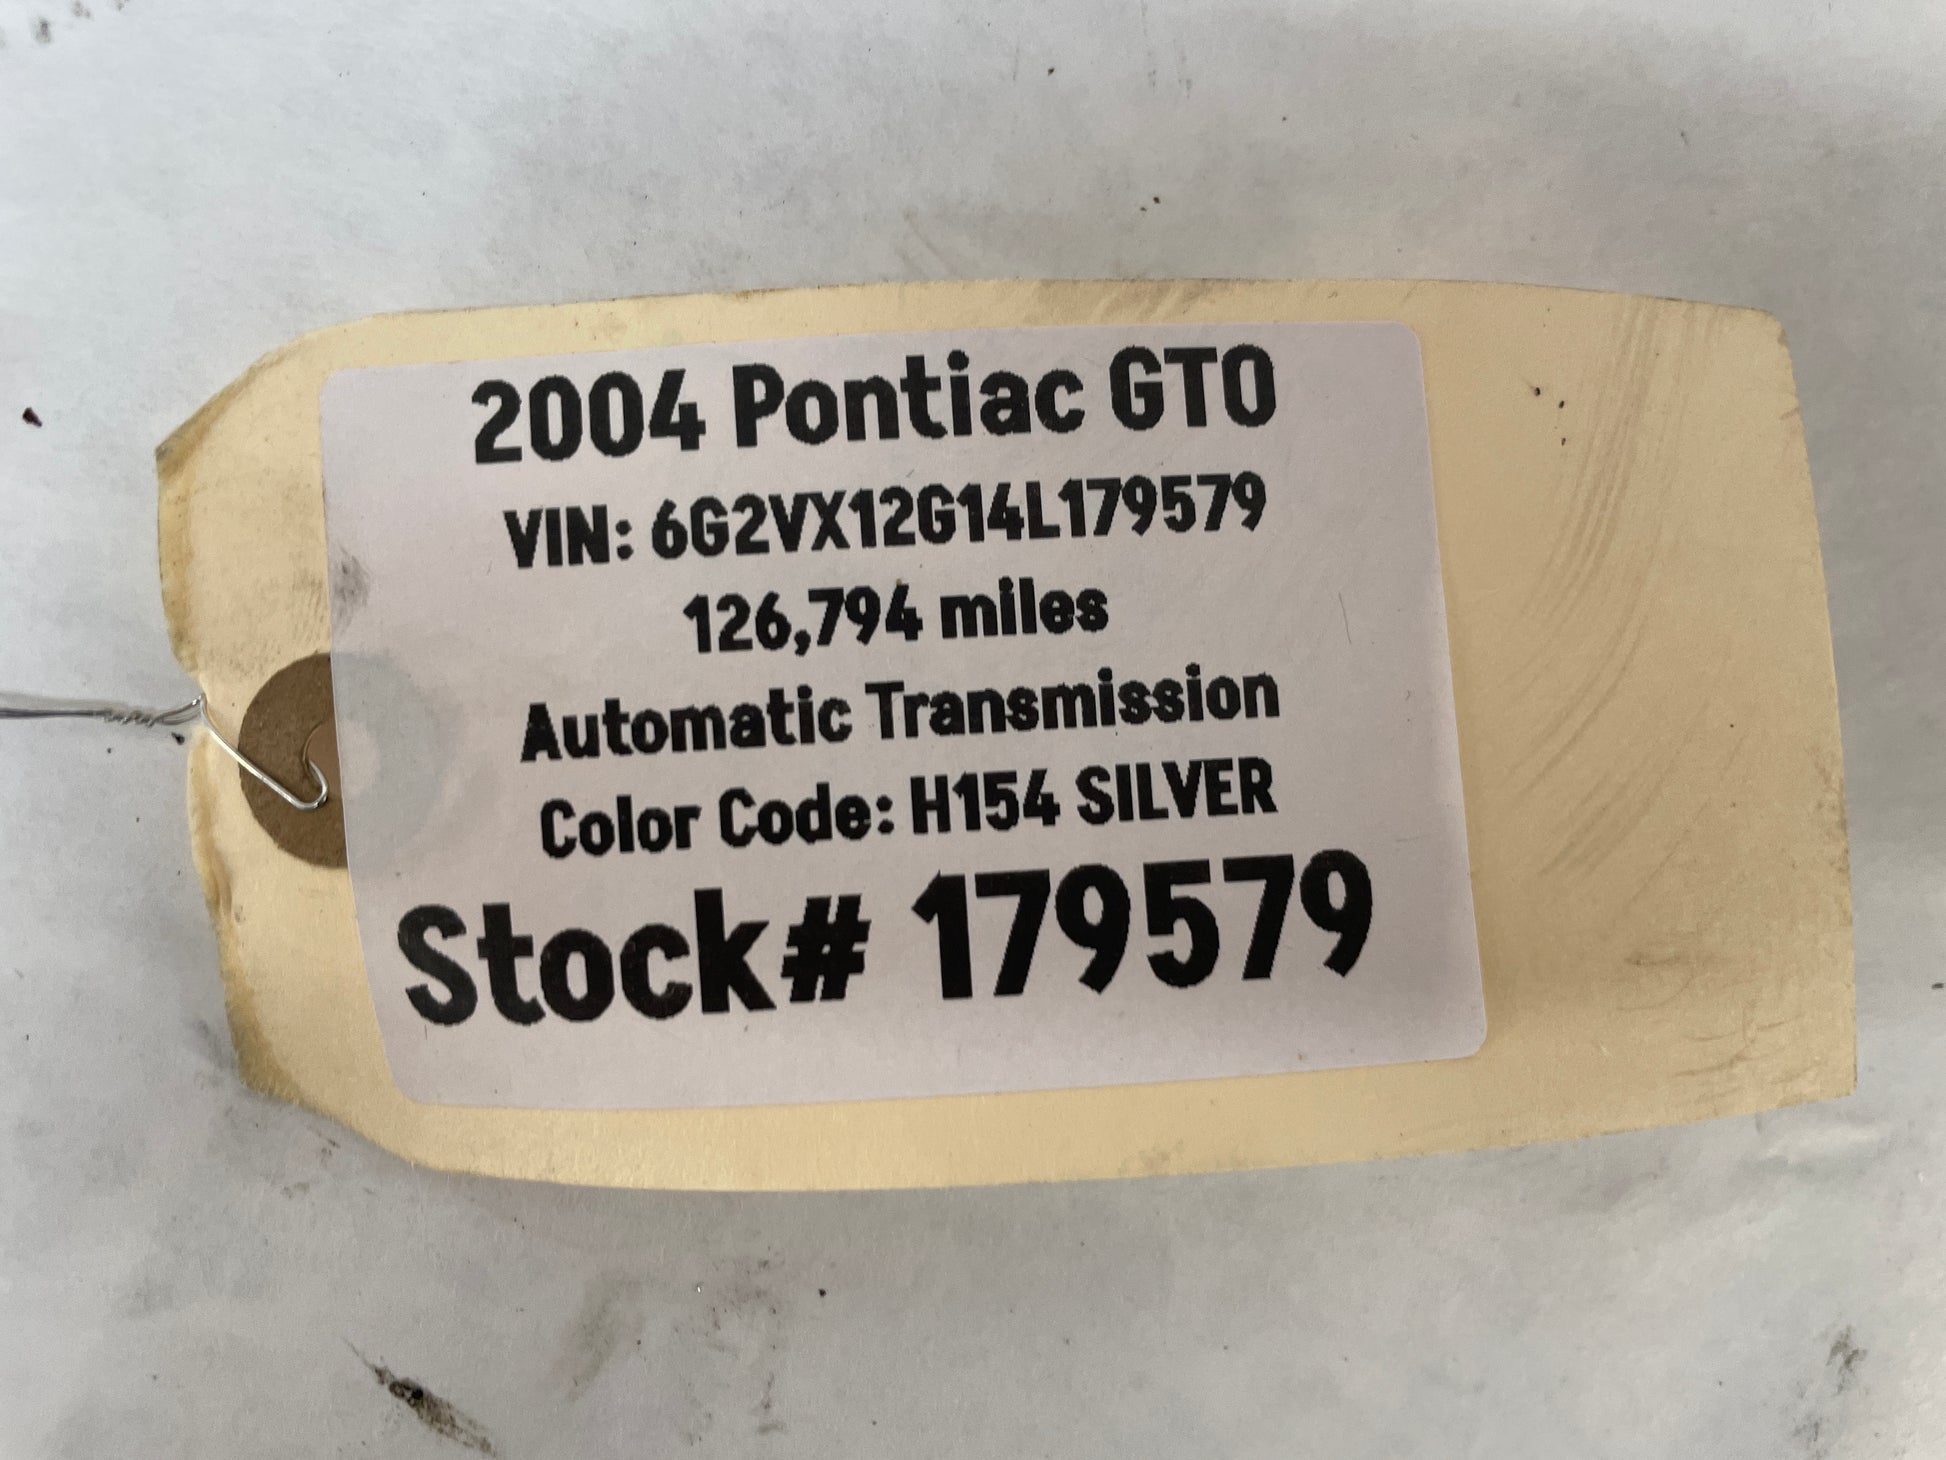 2004 Pontiac GTO
VIN: 6G2VX12G14L179579
126,794 miles
Automatic Transmission
Color Code: H154 SILVER
Stock# 179579